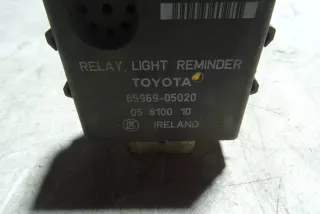 RELAY, LIGHT REMINDER
TOYOTA
85969-05020
05 8100 10
IRELAND